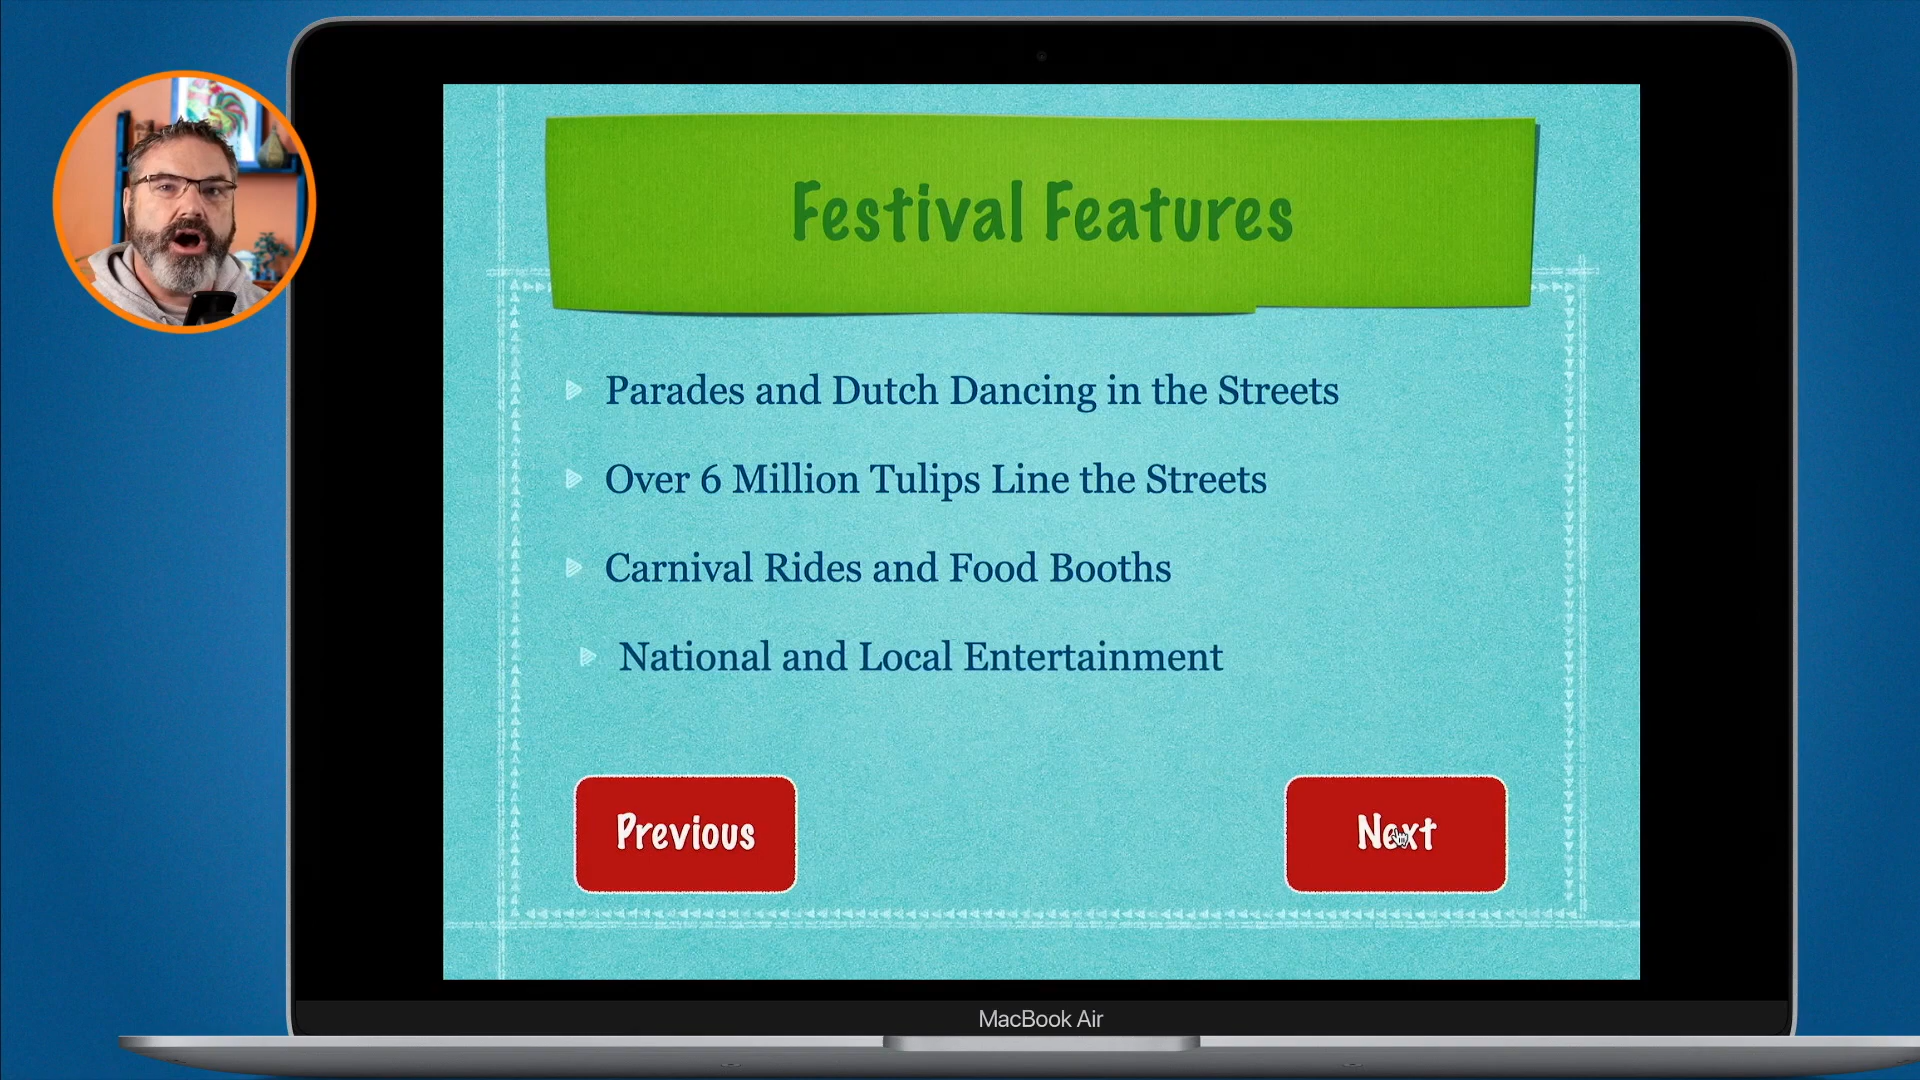 Festival Features
Parades and Dutch Dancing in the Streets
Over 6 Million Tulips Line the Streets
Carnival Rides and Food Booths
National and Local Entertainment
Previous
Next
MacBook Air